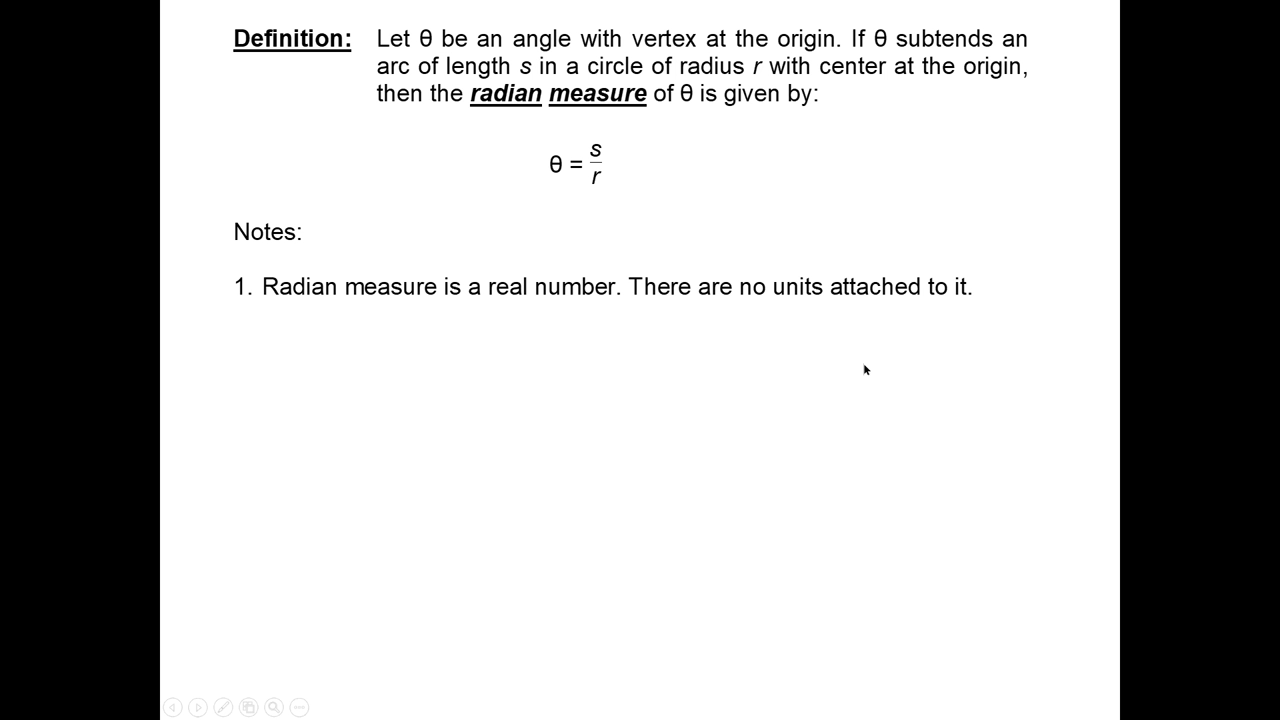 Definition: Let θ be an angle with vertex at the origin. If θ subtends an
arc of length s in a circle of radius r with center at the origin,
then the radian measure of θ is given by:
θ = s/r
Notes:
1. Radian measure is a real number. There are no units attached to it.